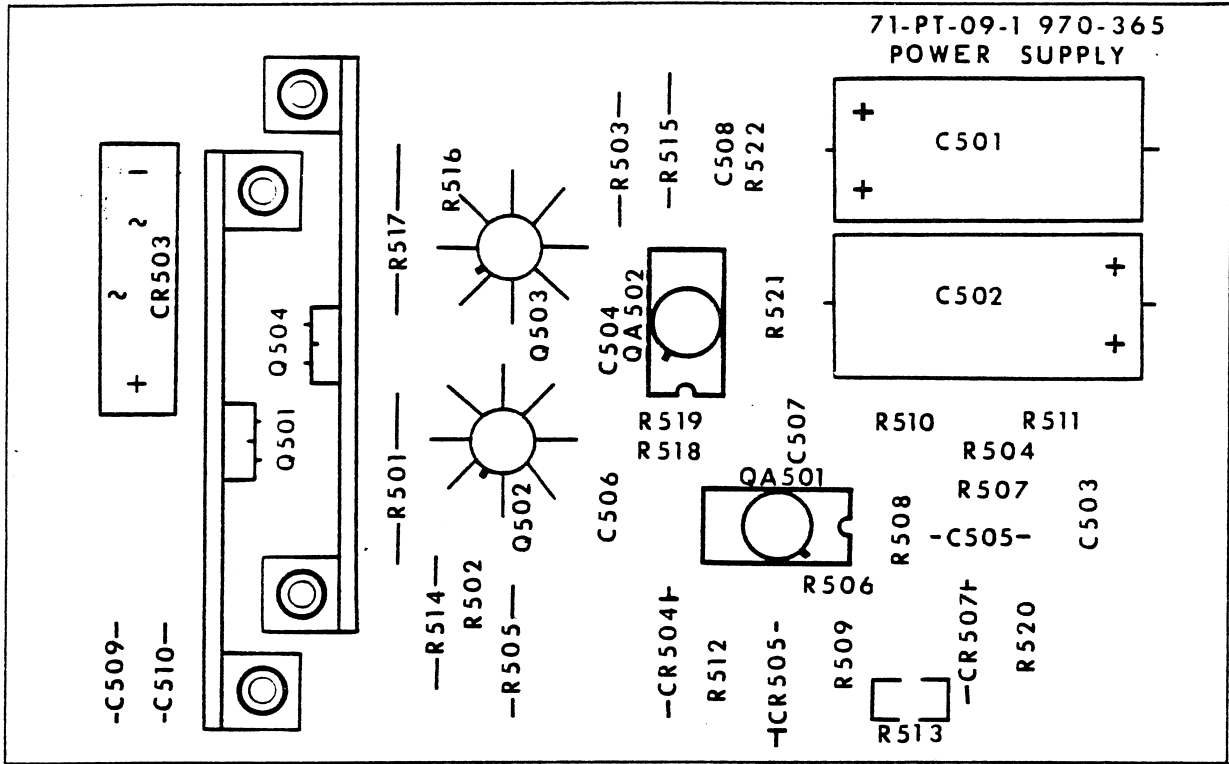 71-PT-09-1 970-365
POWER SUPPLY
C501
C502
CR503
+ ~ ~ –
Q504
Q501
R517
R516
Q503
R501
Q502
R514
R502
R505
C509
C510
R503
R515
C508
R522
C504
QA502
R521
R519
R518
C507
C506
QA501
R510
R511
R504
R507
C505
C503
R508
R506
CR504
R512
CR505
R509
CR507
R520
R513
+
+
+
+